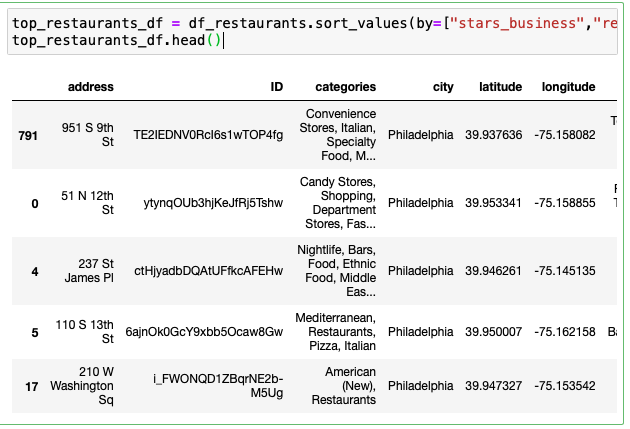 top_restaurants_df = df_restaurants.sort_values(by=["stars_business","re
top_restaurants_df.head()
address ID categories city latitude longitude
791 951 S 9th St TE2IEDNV0RcI6s1wTOP4fg Convenience Stores, Italian, Specialty Food, M... Philadelphia 39.937636 -75.158082
0 51 N 12th St ytynqOUb3hjKeJfRj5Tshw Candy Stores, Shopping, Department Stores, Fas... Philadelphia 39.953341 -75.158855
4 237 St James Pl ctHjyadbDQAtUFfkcAFEHw Nightlife, Bars, Food, Ethnic Food, Middle Eas... Philadelphia 39.946261 -75.145135
5 110 S 13th St 6ajnOk0GcY9xbb5Ocaw8Gw Mediterranean, Restaurants, Pizza, Italian Philadelphia 39.950007 -75.162158
17 210 W Washington Sq i_FWONQD1ZBqrNE2b-M5Ug American (New), Restaurants Philadelphia 39.947327 -75.153542